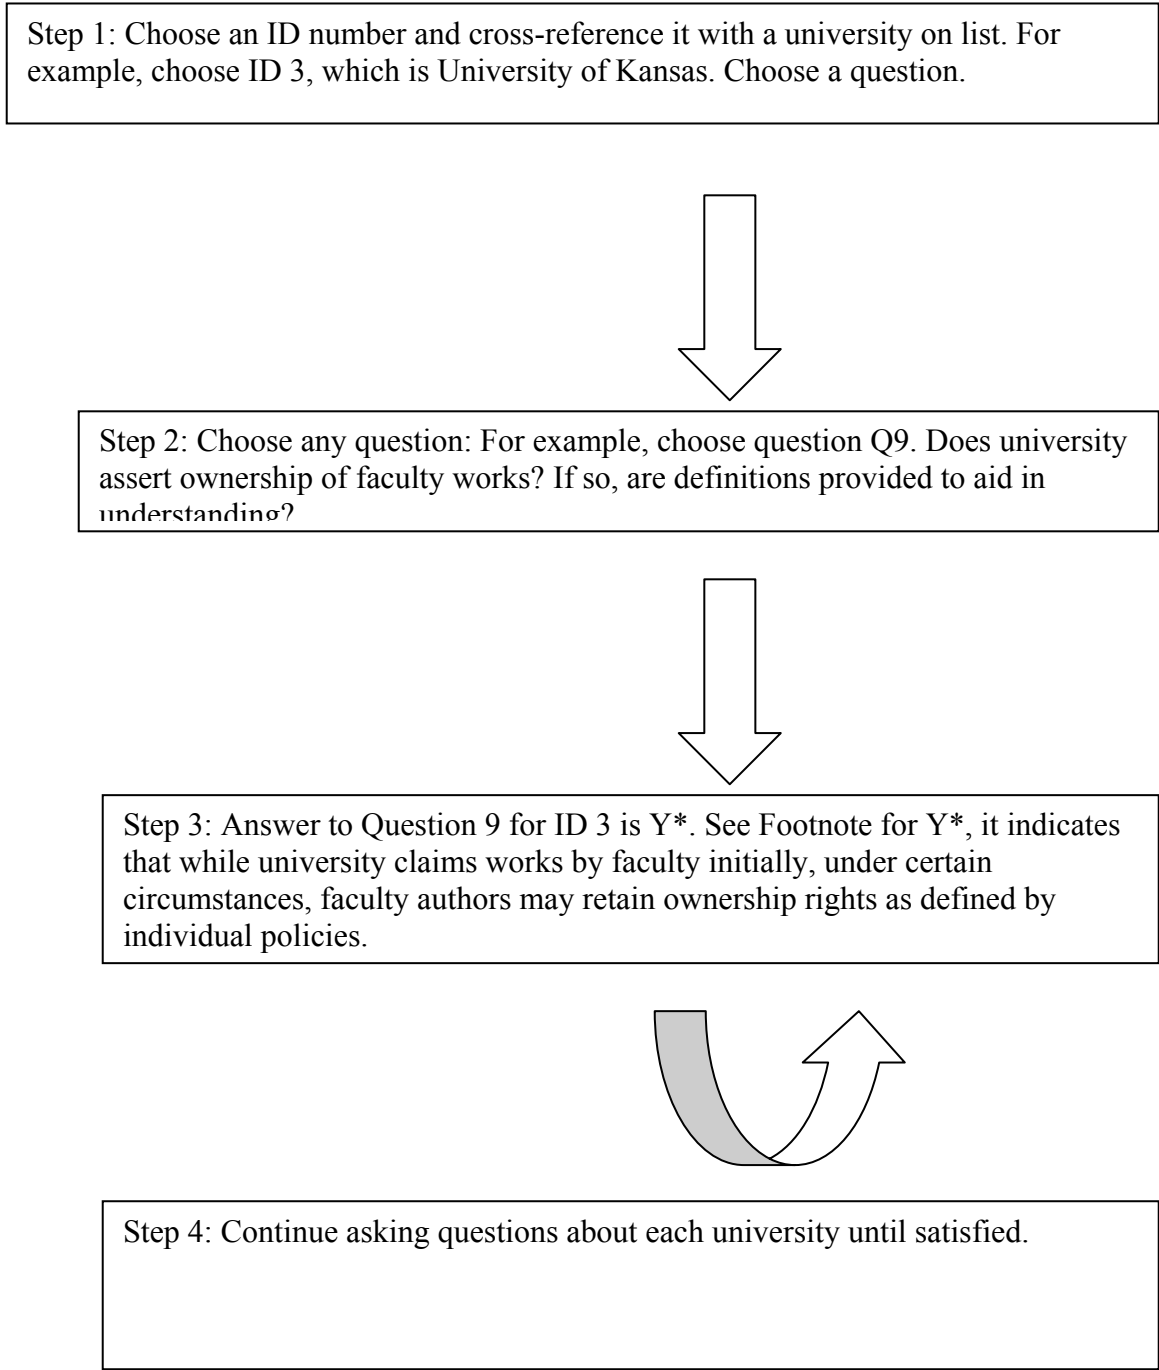 Step 1: Choose an ID number and cross-reference it with a university on list. For
example, choose ID 3, which is University of Kansas. Choose a question.
Step 2: Choose any question: For example, choose question Q9. Does university
assert ownership of faculty works? If so, are definitions provided to aid in
understanding?
Step 3: Answer to Question 9 for ID 3 is Y*. See Footnote for Y*, it indicates
that while university claims works by faculty initially, under certain
circumstances, faculty authors may retain ownership rights as defined by
individual policies.
Step 4: Continue asking questions about each university until satisfied.